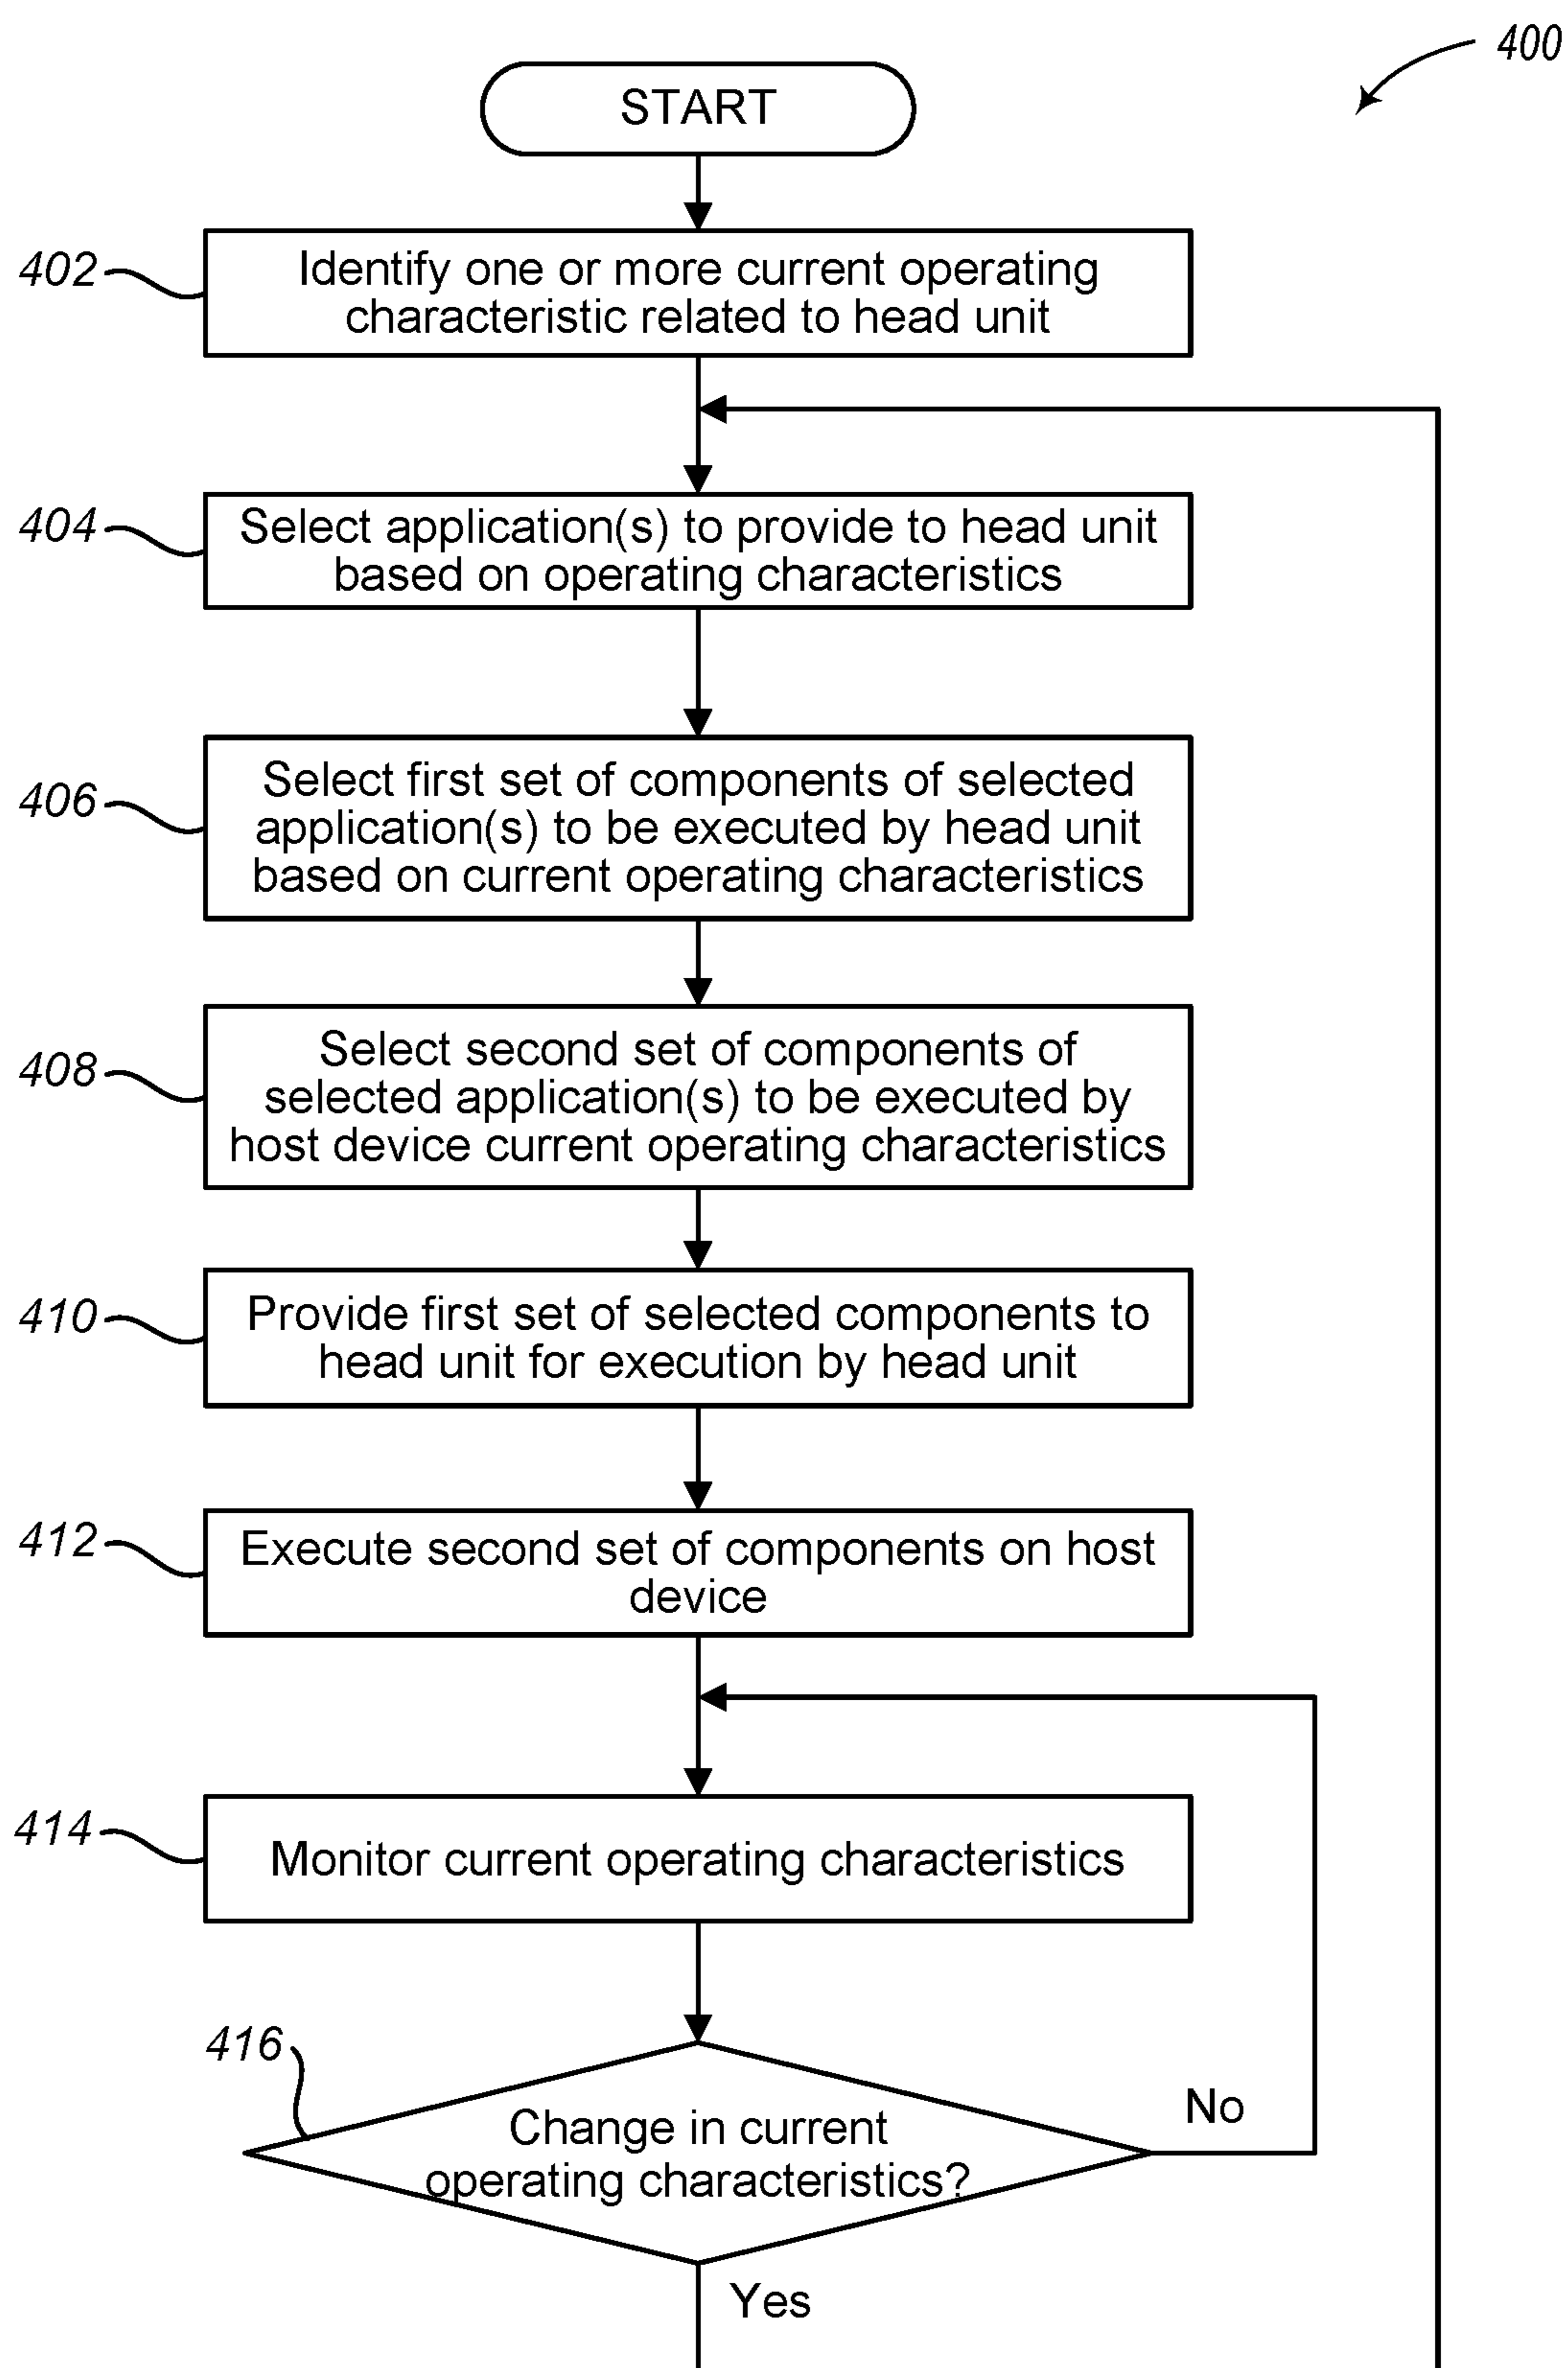 400
START
402
Identify one or more current operating
characteristic related to head unit
404
Select application(s) to provide to head unit
based on operating characteristics
406
Select first set of components of selected
application(s) to be executed by head unit
based on current operating characteristics
408
Select second set of components of
selected application(s) to be executed by
host device current operating characteristics
410
Provide first set of selected components to
head unit for execution by head unit
412
Execute second set of components on host
device
414
Monitor current operating characteristics
416
Change in current
operating characteristics?
No
Yes